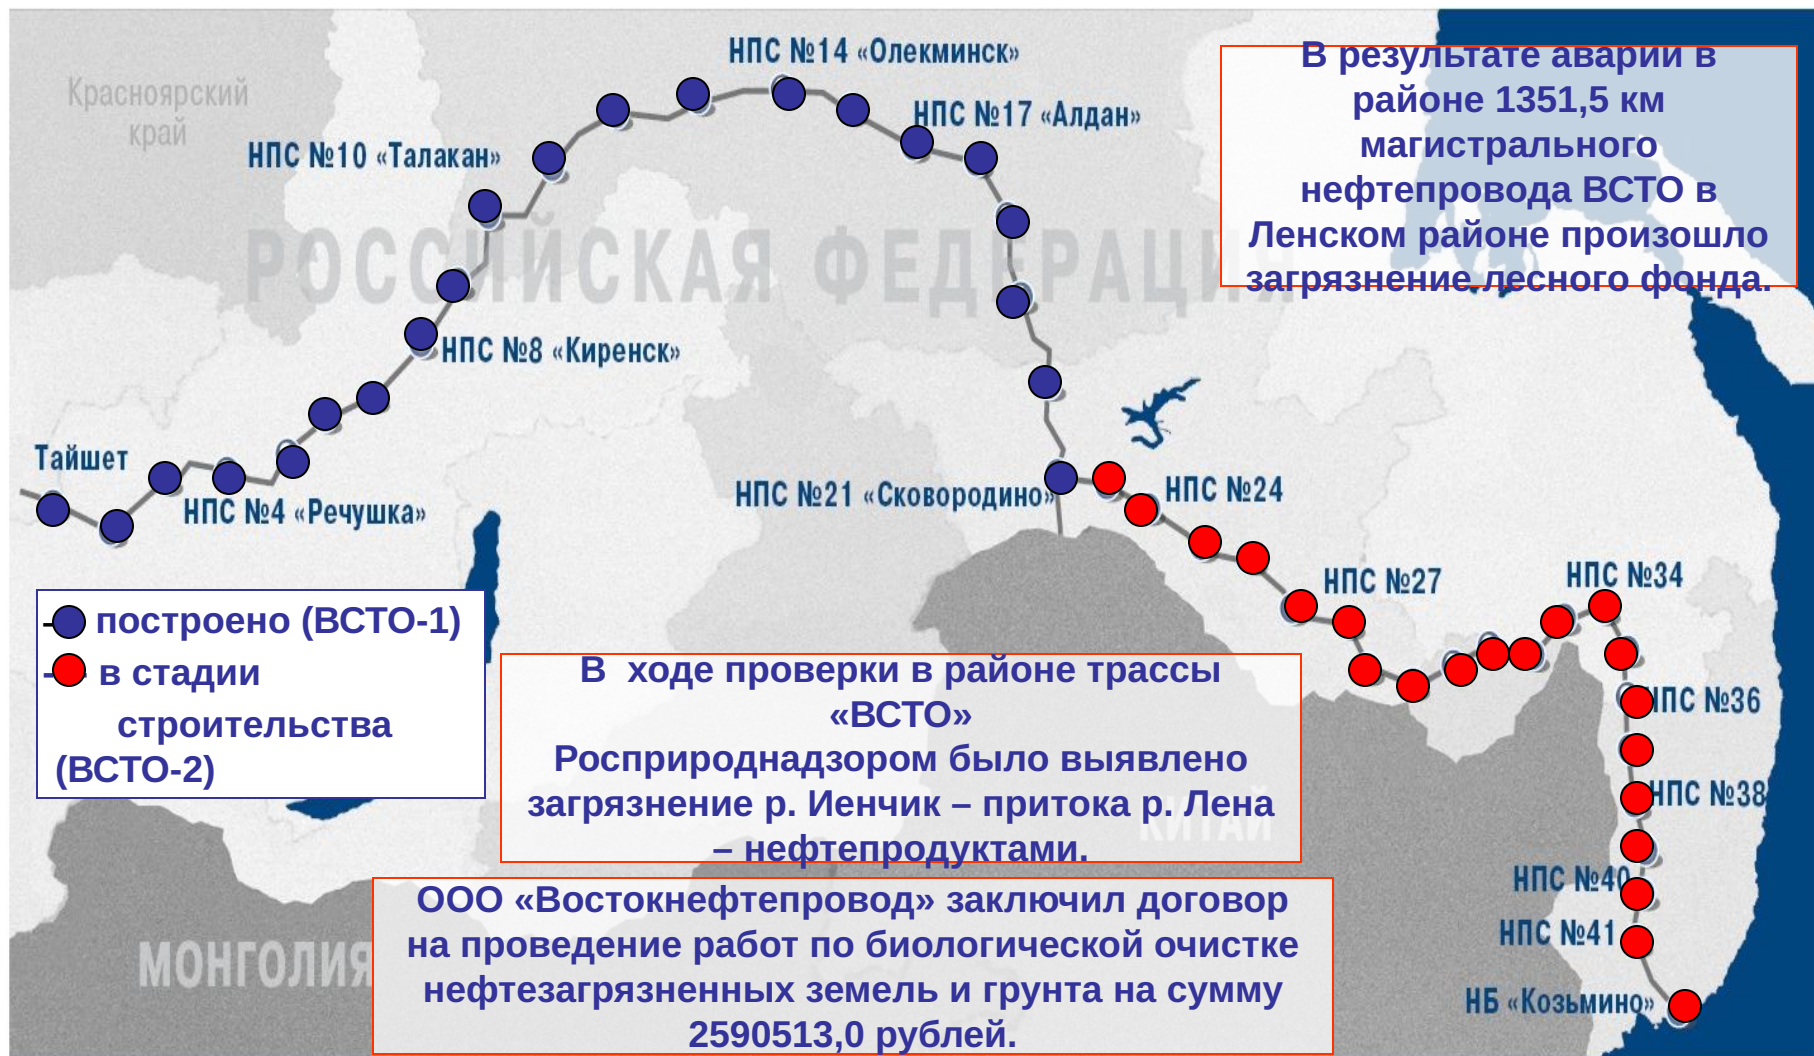 НПС №14 «Олекминск»
Красноярский
край
НПС №17 «Алдан»
НПС №10 «Талакан»
В результате аварии в
районе 1351,5 км
магистрального
нефтепровода ВСТО в
Ленском районе произошло
загрязнение лесного фонда.
РОССИЙСКАЯ ФЕДЕРАЦИЯ
НПС №8 «Киренск»
Тайшет
НПС №4 «Речушка»
НПС №21 «Сковородино»
НПС №24
НПС №27
НПС №34
- построено (ВСТО-1)
- в стадии
строительства
(ВСТО-2)
В ходе проверки в районе трассы
«ВСТО»
Росприроднадзором было выявлено
загрязнение р. Иенчик – притока р. Лена
– нефтепродуктами.
КИТАЙ
НПС №36
НПС №38
НПС №40
НПС №41
НБ «Козьмино»
МОНГОЛИЯ
ООО «Востокнефтепровод» заключил договор
на проведение работ по биологической очистке
нефтезагрязненных земель и грунта на сумму
2590513,0 рублей.